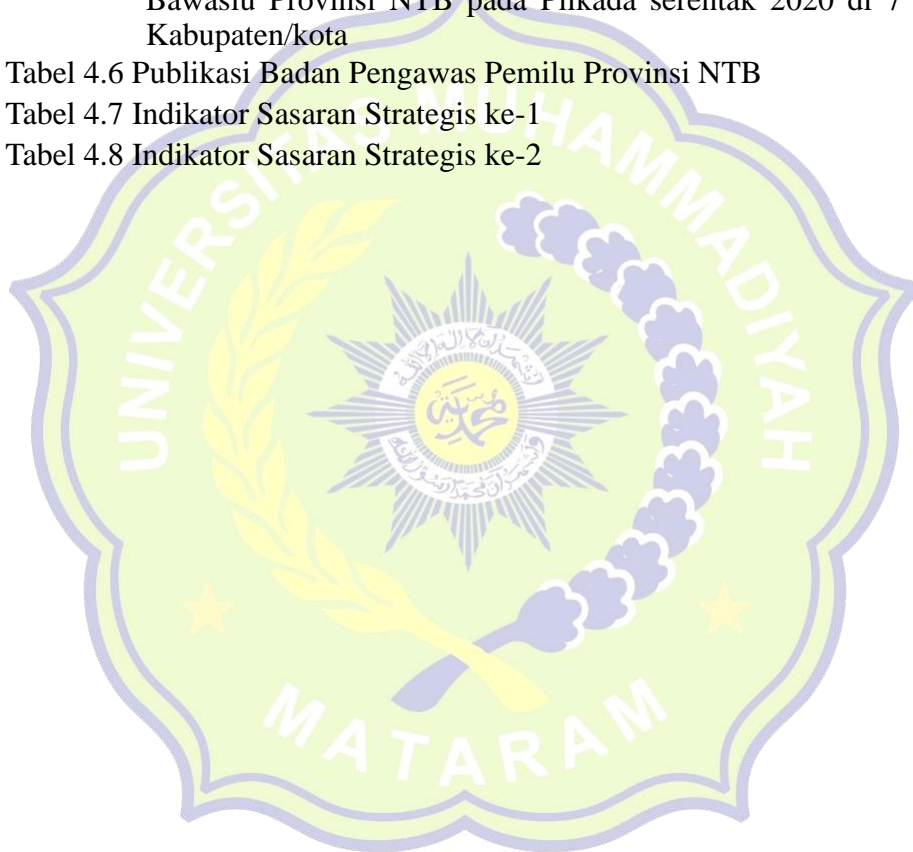 Bawaslu Provinsi NTB pada Pilkada serentak 2020 di 7
Kabupaten/kota
Tabel 4.6 Publikasi Badan Pengawas Pemilu Provinsi NTB
Tabel 4.7 Indikator Sasaran Strategis ke-1
Tabel 4.8 Indikator Sasaran Strategis ke-2
UNIVERSITAS MUHAMMADIYAH
MATARAM